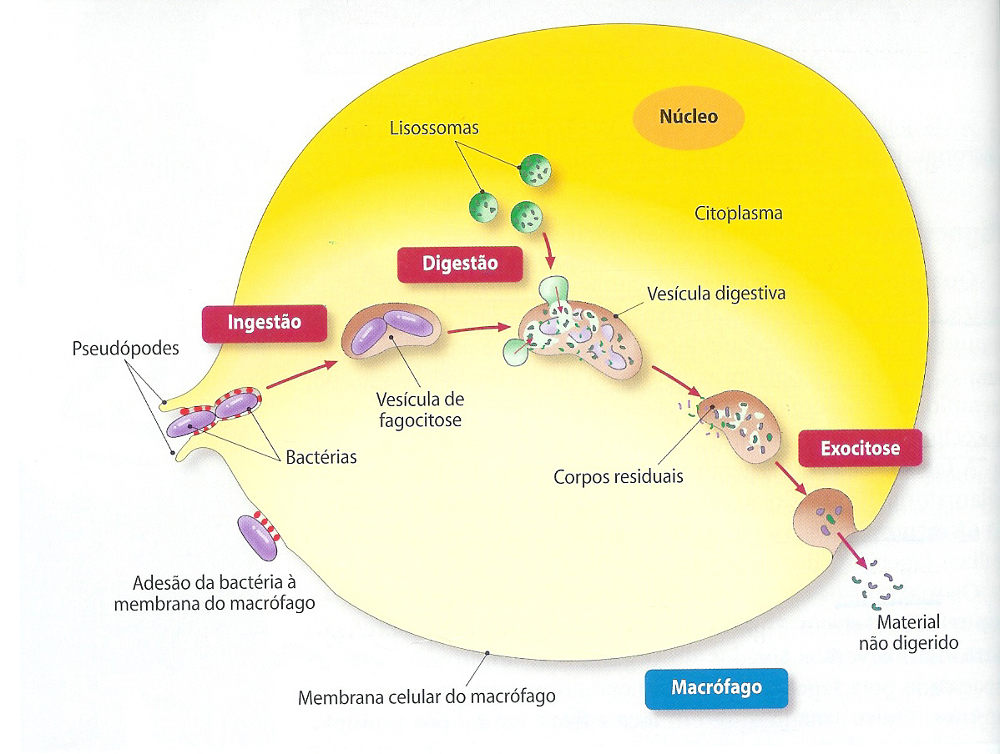 Núcleo
Lisossomas
Citoplasma
Digestão
Vesícula digestiva
Ingestão
Pseudópodes
Vesícula de
fagocitose
Bactérias
Corpos residuais
Exocitose
Adesão da bactéria à
membrana do macrófago
Material
não digerido
Membrana celular do macrófago
Macrófago